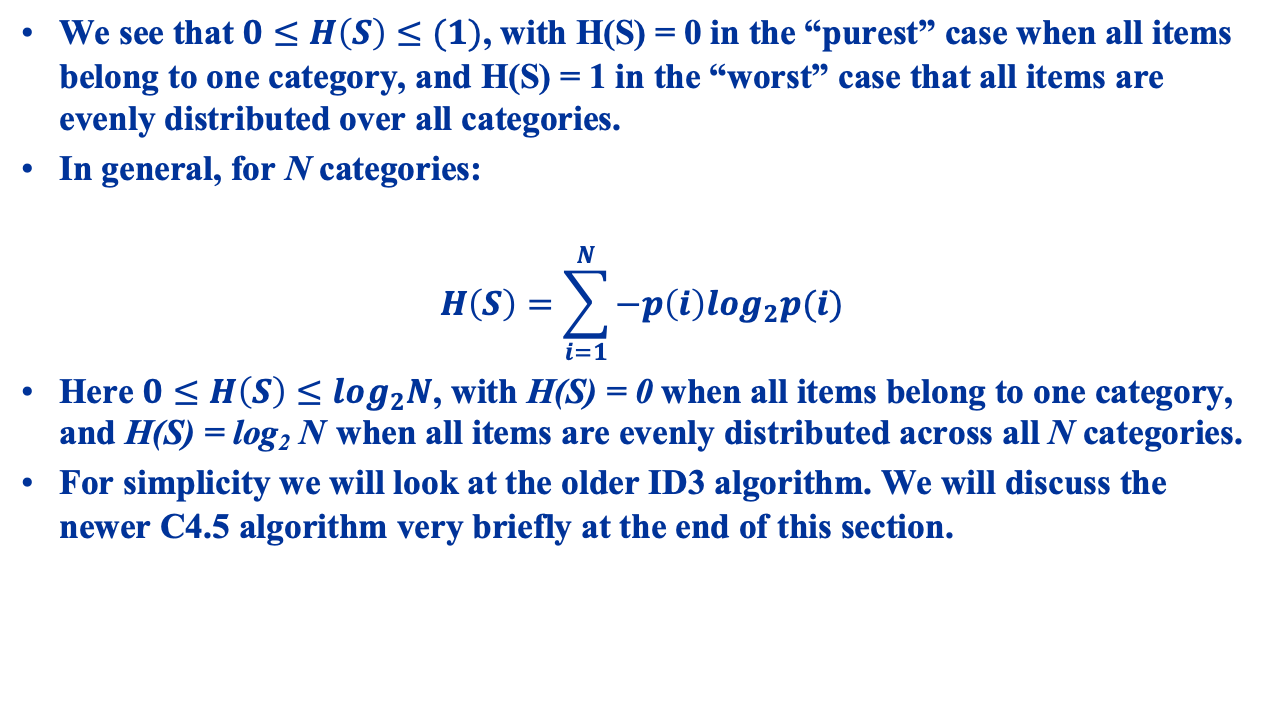 • We see that 0 ≤ H(S) ≤ (1), with H(S) = 0 in the “purest” case when all items
belong to one category, and H(S) = 1 in the “worst” case that all items are
evenly distributed over all categories.
• In general, for N categories:
N
H(S) = ∑ −p(i)log₂p(i)
i=1
• Here 0 ≤ H(S) ≤ log₂N, with H(S) = 0 when all items belong to one category,
and H(S) = log₂ N when all items are evenly distributed across all N categories.
• For simplicity we will look at the older ID3 algorithm. We will discuss the
newer C4.5 algorithm very briefly at the end of this section.